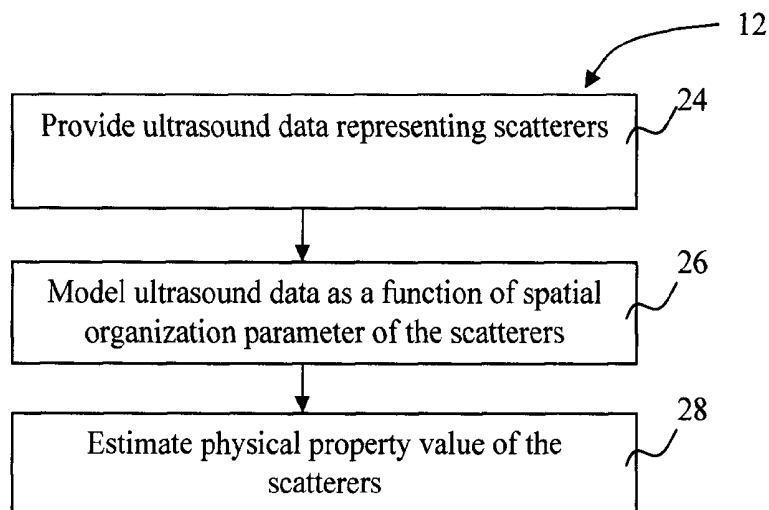 12
24
Provide ultrasound data representing scatterers
26
Model ultrasound data as a function of spatial
organization parameter of the scatterers
28
Estimate physical property value of the
scatterers